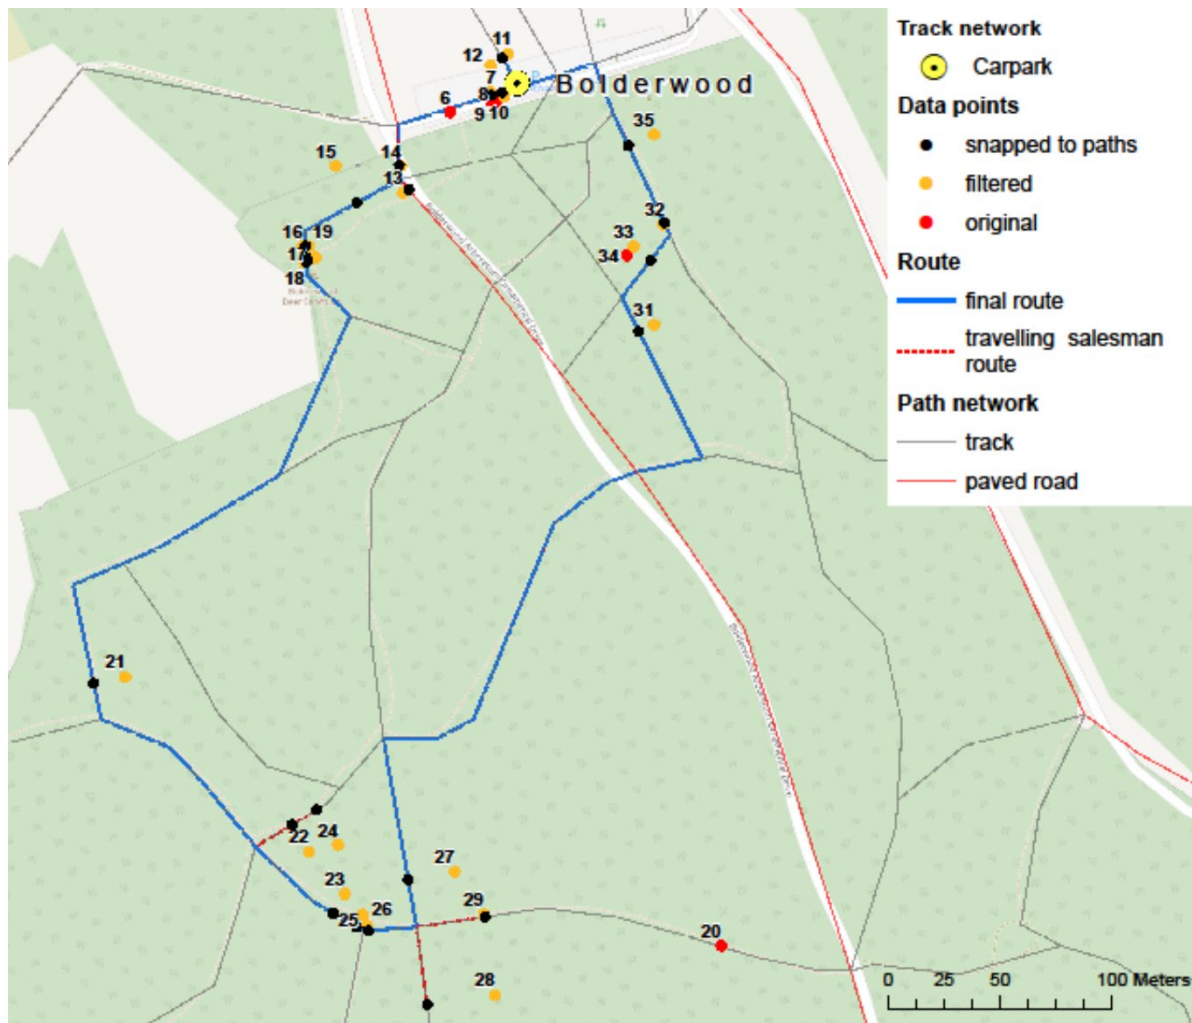 11
12
7
8
6
9 10
Bolderwood
35
15
14
13
32
16 19
33
17
34
18
31
21
22
24
27
23
26
25
29
20
28
Track network
Carpark
Data points
snapped to paths
filtered
original
Route
final route
travelling salesman
route
Path network
track
paved road
0 25 50 100 Meters